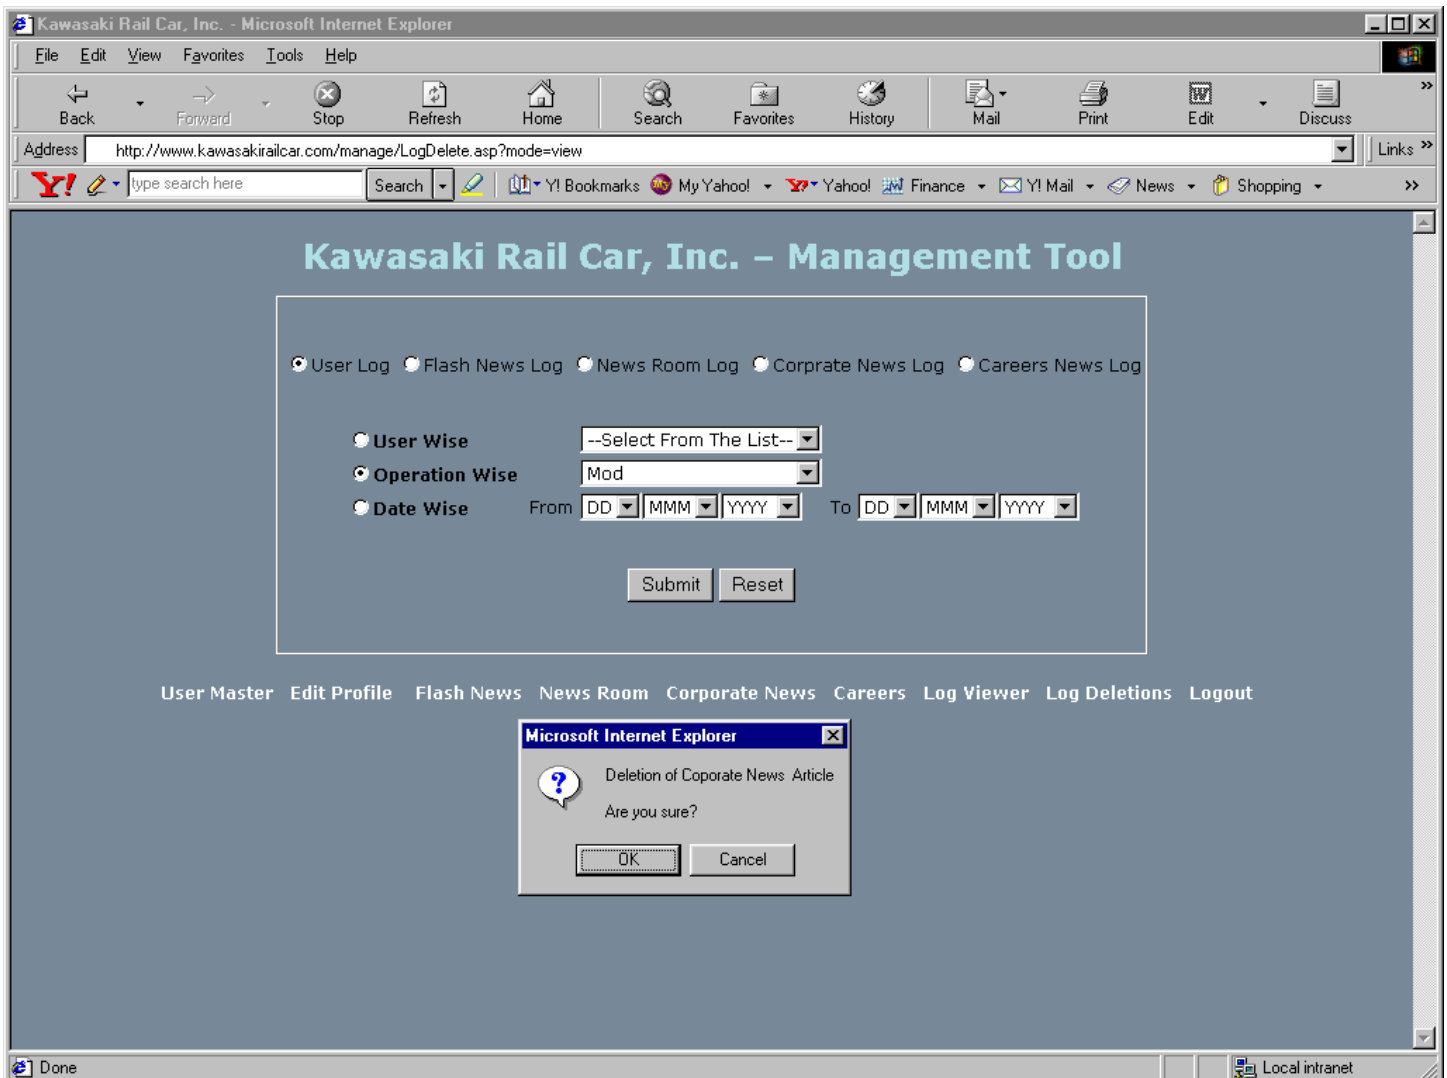 Kawasaki Rail Car, Inc. - Microsoft Internet Explorer
File Edit View Favorites Tools Help
Back Forward Stop Refresh Home Search Favorites History Mail Print Edit Discuss »
Address http://www.kawasakirailcar.com/manage/LogDelete.asp?mode=view Links »
Y! type search here Search Y! Bookmarks My Yahoo! Yahoo! Finance Y! Mail News Shopping »
Kawasaki Rail Car, Inc. – Management Tool
User Log Flash News Log News Room Log Corprate News Log Careers News Log
User Wise --Select From The List--
Operation Wise Mod
Date Wise From DD MMM YYYY To DD MMM YYYY
Submit Reset
User Master Edit Profile Flash News News Room Corporate News Careers Log Viewer Log Deletions Logout
Microsoft Internet Explorer
Deletion of Coporate News Article
Are you sure?
OK Cancel
Done Local intranet